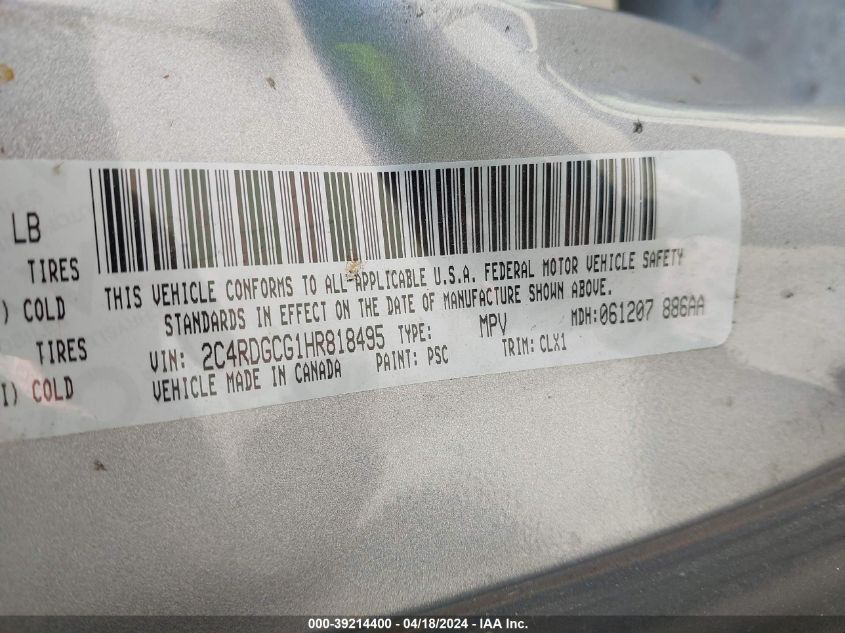 LB
TIRES
) COLD
TIRES
I) COLD
THIS VEHICLE CONFORMS TO ALL APPLICABLE U.S.A. FEDERAL MOTOR VEHICLE SAFETY
STANDARDS IN EFFECT ON THE DATE OF MANUFACTURE SHOWN ABOVE.
VIN: 2C4RDGCG1HR818495 TYPE: MPV MDH:061207 886AA
VEHICLE MADE IN CANADA PAINT: PSC TRIM: CLX1
000-39214400 - 04/18/2024 - IAA Inc.